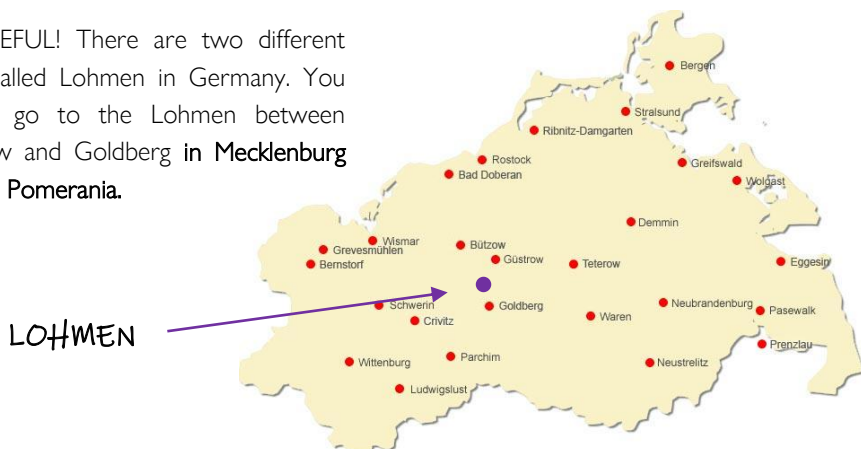 EFUL! There are two different
alled Lohmen in Germany. You
go to the Lohmen between
w and Goldberg in Mecklenburg
Pomerania.
Bergen
Stralsund
Ribnitz-Damgarten
Rostock
Greifswald
Bad Doberan
Wolgast
Demmin
Wismar
Bützow
Grevesmühlen
Güstrow
Teterow
Eggesin
Bernstorf
Schwerin
Goldberg
Neubrandenburg
Pasewalk
Crivitz
Waren
LOHMEN
Prenzlau
Parchim
Wittenburg
Neustrelitz
Ludwigslust